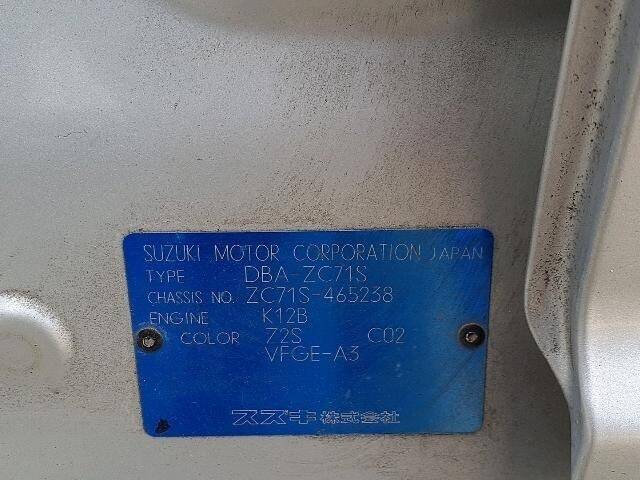 SUZUKI MOTOR CORPORATION JAPAN
TYPE DBA-ZC71S
CHASSIS NO. ZC71S-465238
ENGINE K12B
COLOR 72S C02
VFGE-A3
スズキ株式会社